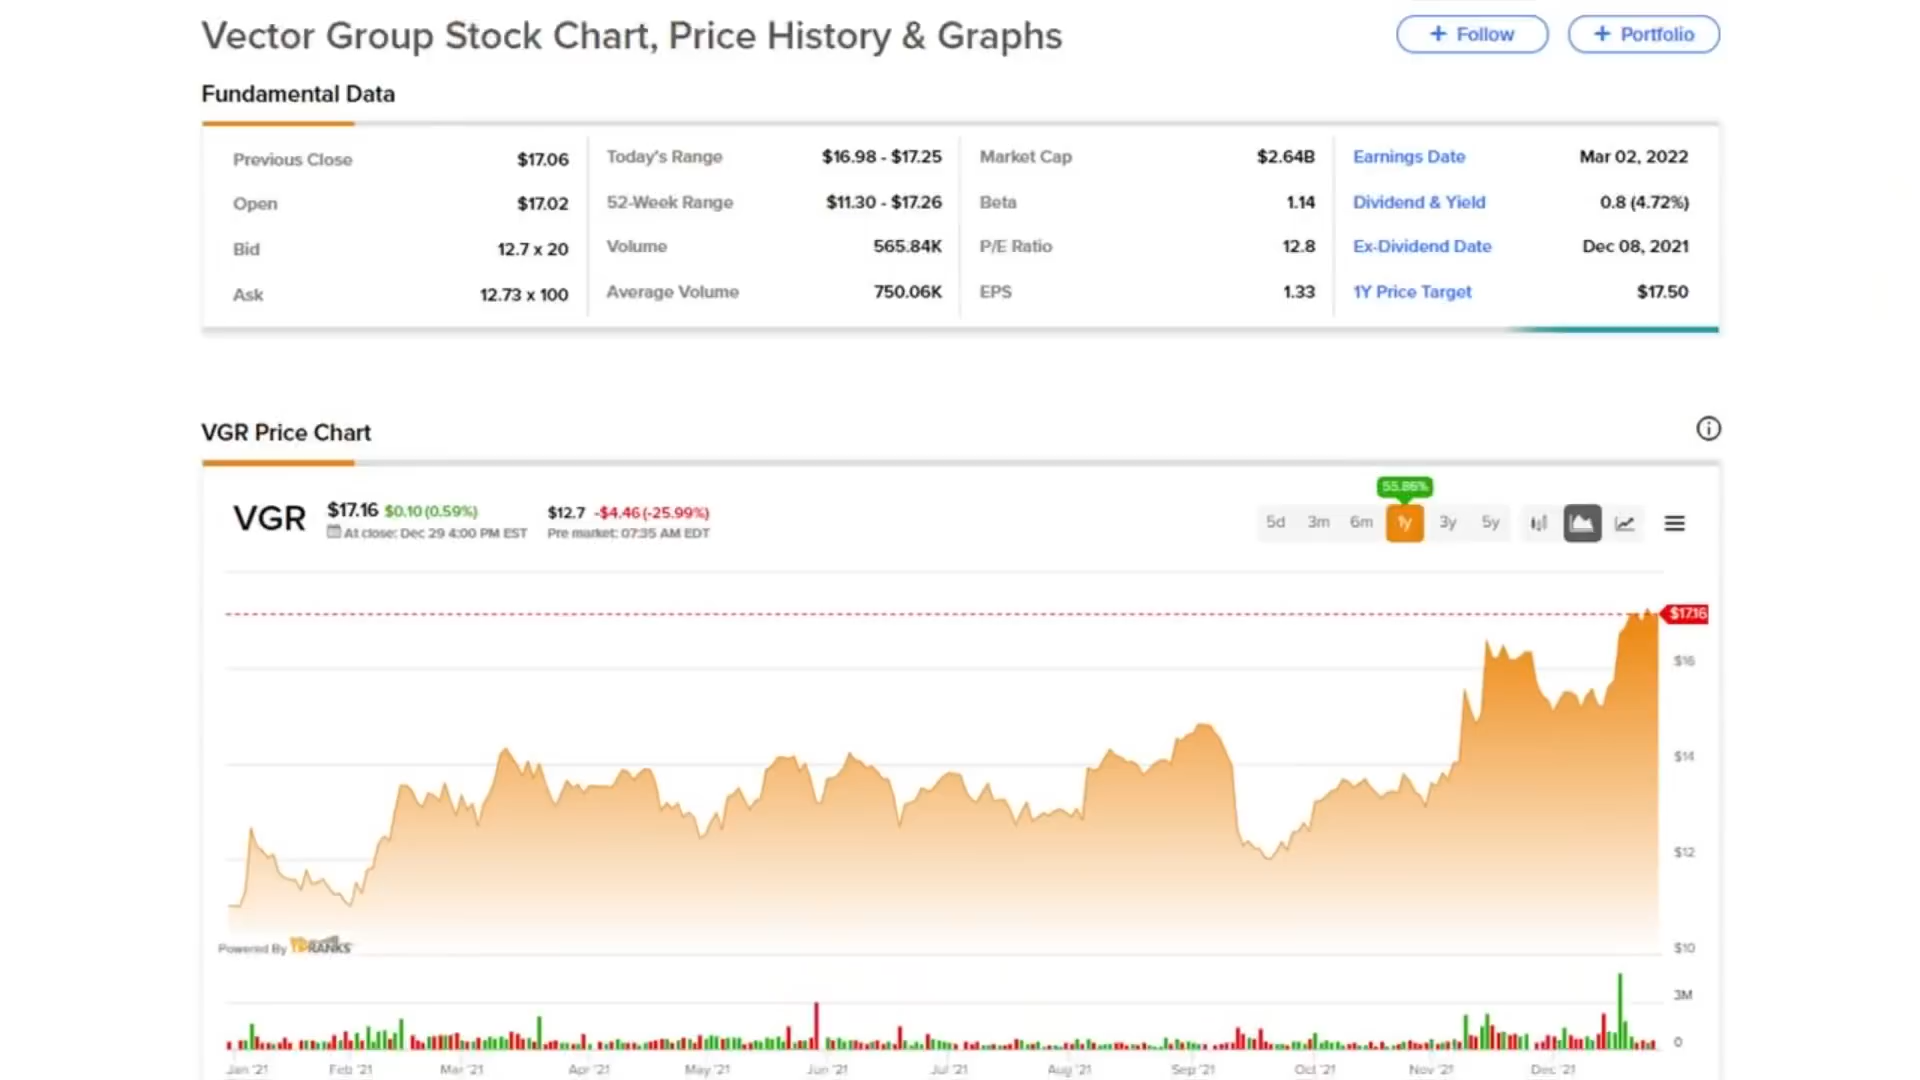 Vector Group Stock Chart, Price History & Graphs
+ Follow
+ Portfolio
Fundamental Data
Previous Close $17.06
Open $17.02
Bid 12.7 x 20
Ask 12.73 x 100
Today's Range $16.98 - $17.25
52-Week Range $11.30 - $17.26
Volume 565.84K
Average Volume 750.06K
Market Cap $2.64B
Beta 1.14
P/E Ratio 12.8
EPS 1.33
Earnings Date Mar 02, 2022
Dividend & Yield 0.8 (4.72%)
Ex-Dividend Date Dec 08, 2021
1Y Price Target $17.50
VGR Price Chart
VGR
$17.16 $0.10 (0.59%)
At close: Dec 29 4:00 PM EST
$12.7 -$4.46 (-25.99%)
Pre market: 07:35 AM EDT
55.86%
5d 3m 6m 1y 3y 5y
$17.16
$16
$14
$12
$10
Powered By TIPRANKS
3M
0
Jan '21 Feb '21 Mar '21 Apr '21 May '21 Jun '21 Jul '21 Aug '21 Sep '21 Oct '21 Nov '21 Dec '21